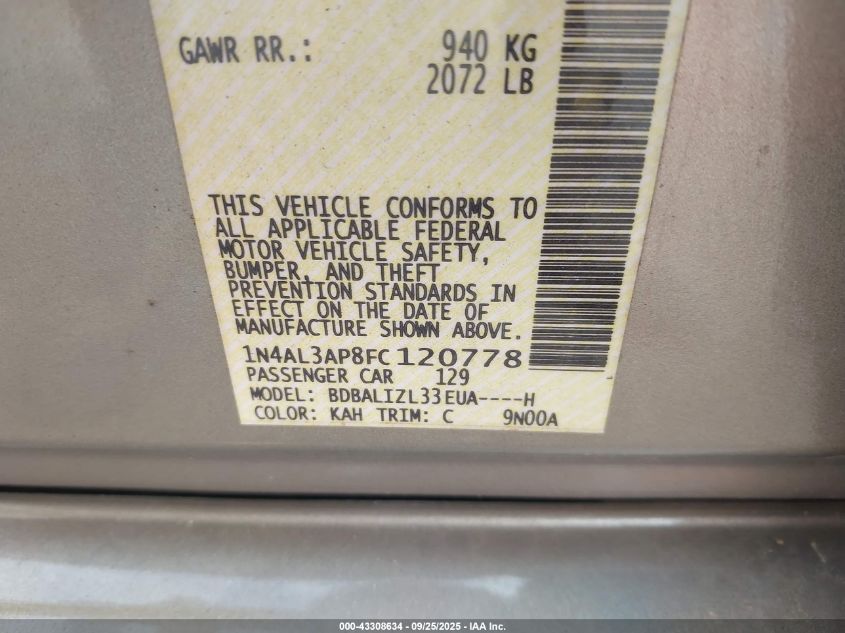 GAWR RR.: 940 KG
2072 LB
THIS VEHICLE CONFORMS TO
ALL APPLICABLE FEDERAL
MOTOR VEHICLE SAFETY,
BUMPER, AND THEFT
PREVENTION STANDARDS IN
EFFECT ON THE DATE OF
MANUFACTURE SHOWN ABOVE.
1N4AL3AP8FC120778
PASSENGER CAR 129
MODEL: BDBALIZL33EUA----H
COLOR: KAH TRIM: C 9N00A
000-43308634 - 09/25/2025 - IAA Inc.